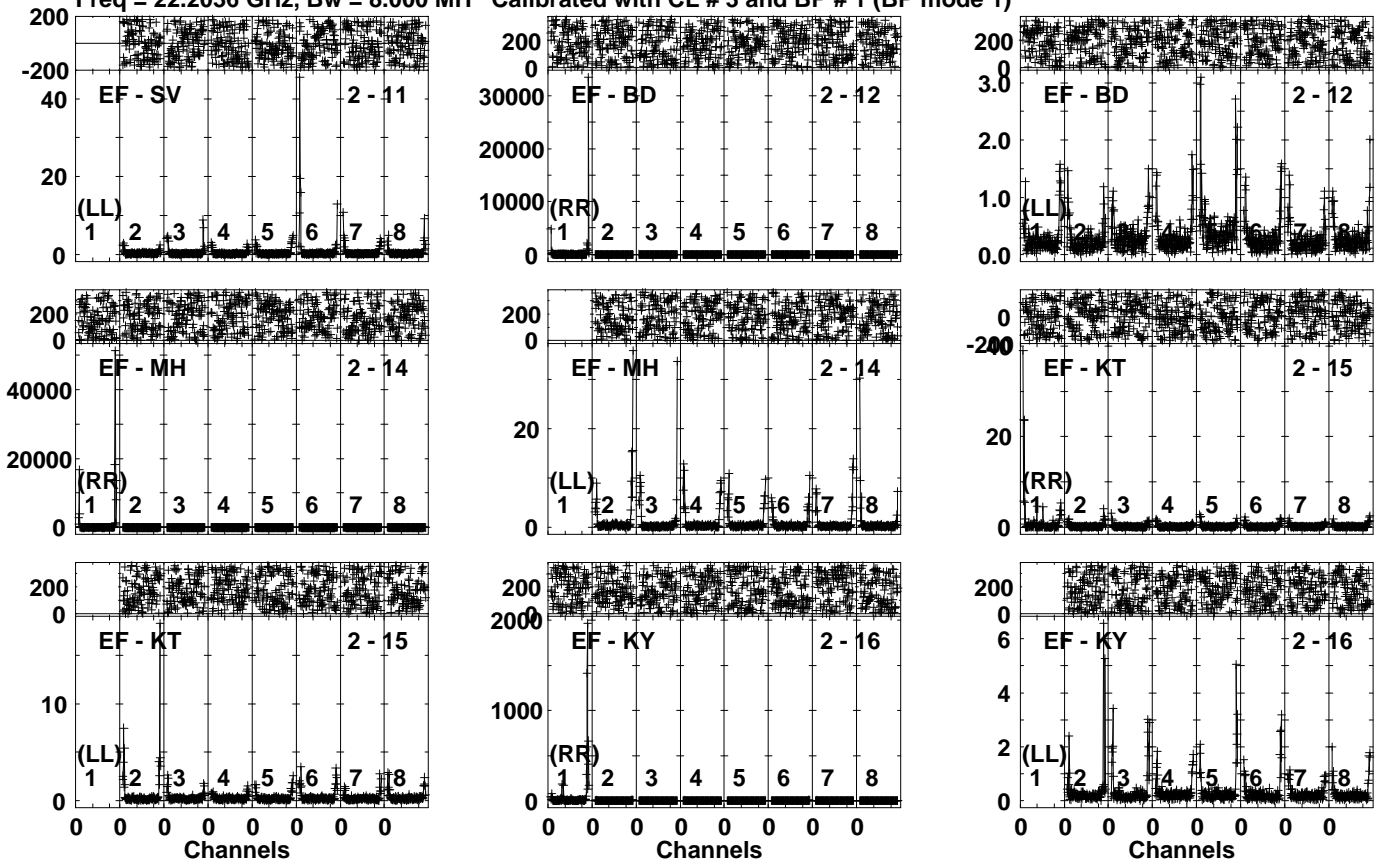 Freq = 22.2036 GHz, Bw = 8.000 MH Calibrated with CL # 3 and BP # 1 (BP mode 1)
200 200 200
-200 0 0
EF - SV 2 - 11 EF - BD 2 - 12 EF - BD 2 - 12
40 30000 3.0
20000 2.0
20 10000 1.0
(LL) (RR) (LL)
1 2 3 4 5 6 7 8 1 2 3 4 5 6 7 8 1 2 3 4 5 6 7 8
0 0 0.0
200 200 0
0 0 -200
EF - MH 2 - 14 EF - MH 2 - 14 EF - KT 2 - 15
40000 40
20000 20 20
(RR) (LL) (RR)
1 2 3 4 5 6 7 8 1 2 3 4 5 6 7 8 1 2 3 4 5 6 7 8
0 0 0
200 200 200
0 0 0
EF - KT 2 - 15 EF - KY 2 - 16 EF - KY 2 - 16
2000 6
10 1000 4
2
(LL) (RR) (LL)
1 2 3 4 5 6 7 8 1 2 3 4 5 6 7 8 1 2 3 4 5 6 7 8
0 0 0
0 0 0 0 0 0 0 0 0 0 0 0 0 0 0 0 0 0 0 0 0 0 0 0
Channels Channels Channels